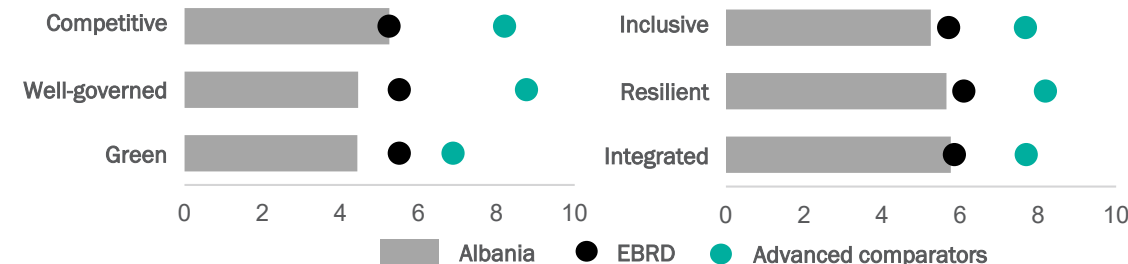 Competitive
Well-governed
Green
0 2 4 6 8 10
Inclusive
Resilient
Integrated
0 2 4 6 8 10
Albania EBRD Advanced comparators